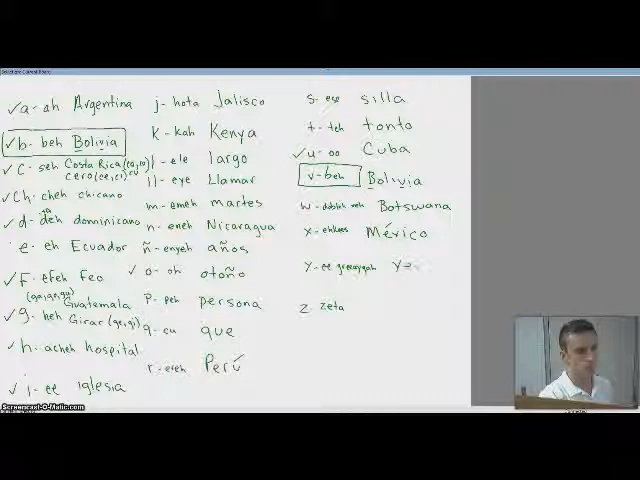 ✓ a - ah Argentina
✓ b - beh Bolivia
✓ c - seh Costa Rica (ca, co, cu)
cero (ce, ci)
✓ Ch - cheh chicano
✓ d - deh dominicano
e - eh Ecuador
✓ F - efeh Feo
(ga, go, gu) Guatemala
✓ g - heh Girar (ge, gi)
✓ h - acheh hospital
✓ i - ee iglesia
j - hota Jalisco
K - kah Kenya
l - ele largo
ll - eye Llamar
m - emeh martes
n - eneh Nicaragua
ñ - enyeh años
✓ o - oh otoño
p - peh persona
q - cu que
r - ereh Perú
s - ese silla
t - teh tonto
✓ u - oo Cuba
v - beh Bolivia
w - dobleh veh Botswana
x - México
y - ee y =
z zeta
Screencast-O-Matic.com